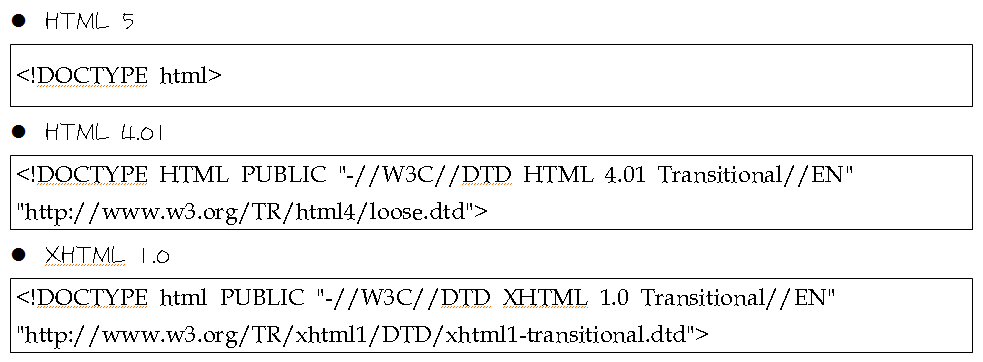 ● HTML 5
<!DOCTYPE html>
● HTML 4.01
<!DOCTYPE HTML PUBLIC "-//W3C//DTD HTML 4.01 Transitional//EN"
"http://www.w3.org/TR/html4/loose.dtd">
● XHTML 1.0
<!DOCTYPE html PUBLIC "-//W3C//DTD XHTML 1.0 Transitional//EN"
"http://www.w3.org/TR/xhtml1/DTD/xhtml1-transitional.dtd">